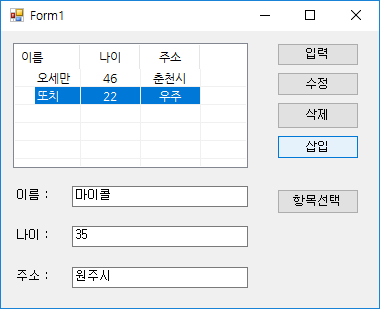 Form1
이름 나이 주소
오세만 46 춘천시
또치 22 우주
입력
수정
삭제
삽입
항목선택
이름 : 마이콜
나이 : 35
주소 : 원주시